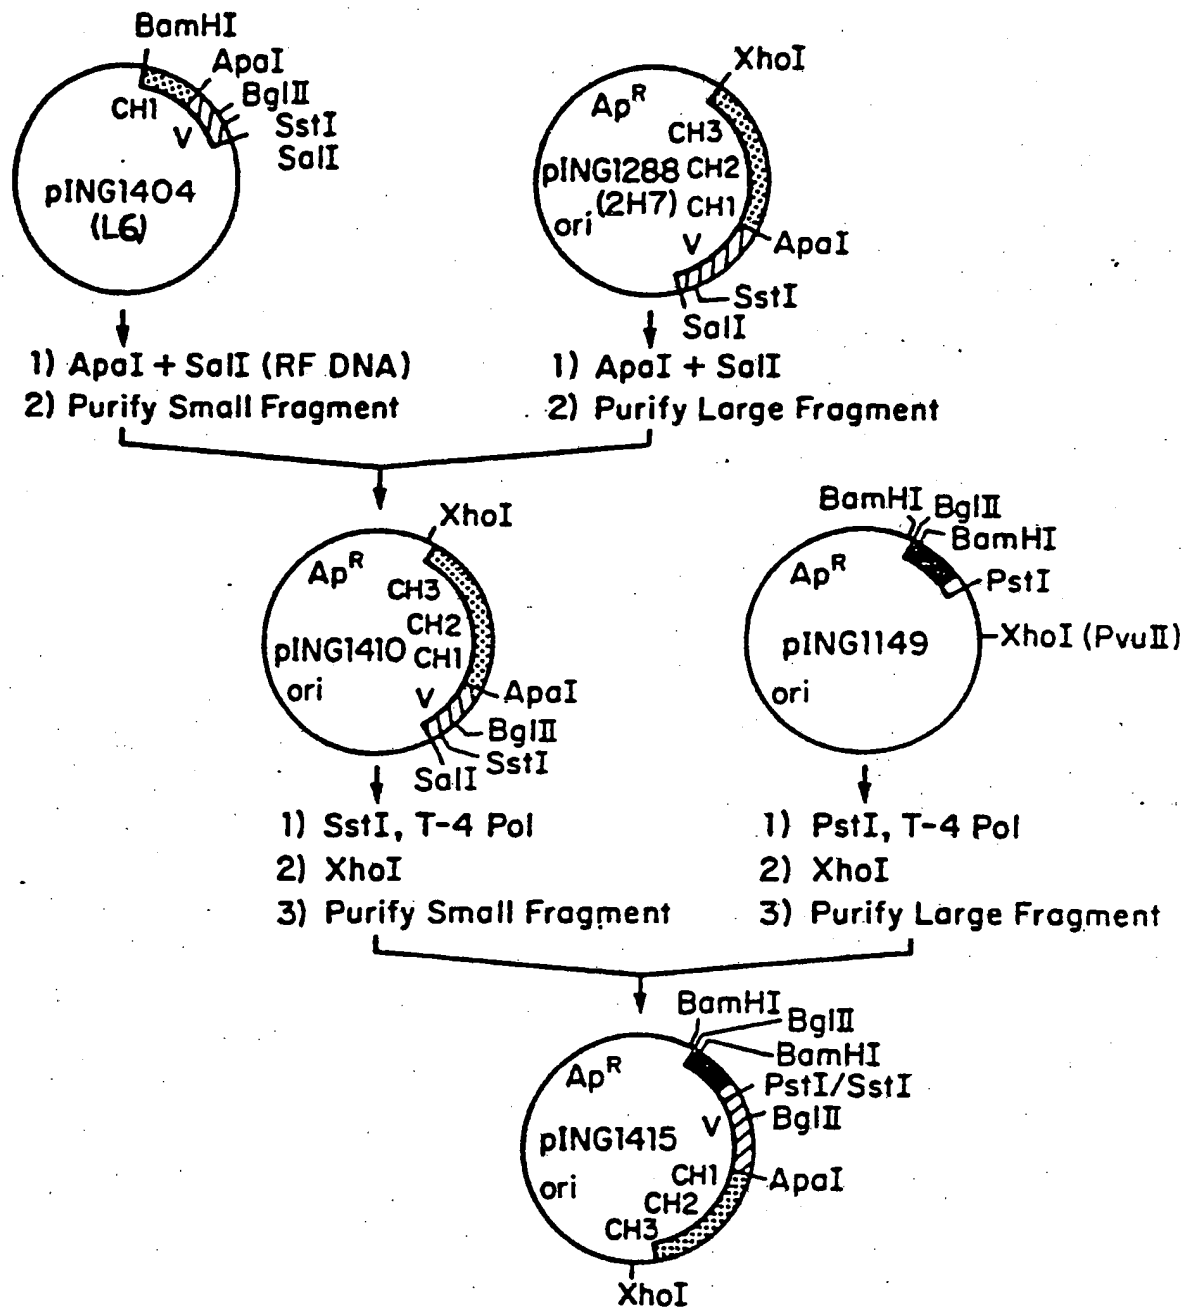 BamHI
ApaI
BglII
SstI
SalI
CH1
V
pING1404
(L6)
XhoI
Ap^R
CH3
pING1288 CH2
(2H7) CH1
ori
V
ApaI
SstI
SalI
1) ApaI + SalI (RF DNA)
2) Purify Small Fragment
1) ApaI + SalI
2) Purify Large Fragment
XhoI
Ap^R
CH3
CH2
pING1410 CH1
ori
V
ApaI
BglII
SstI
SalI
BamHI
BglII
BamHI
Ap^R
PstI
pING1149
XhoI (PvuII)
ori
1) SstI, T-4 Pol
2) XhoI
3) Purify Small Fragment
1) PstI, T-4 Pol
2) XhoI
3) Purify Large Fragment
BamHI
BglII
BamHI
Ap^R
PstI/SstI
V
BglII
pING1415
ori
CH1
ApaI
CH2
CH3
XhoI